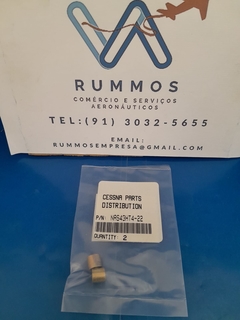 RUMMOS
COMÉRCIO E SERVIÇOS
AERONÁUTICOS
TEL:(91) 3032-5655
EMAIL:
RUMMOSEMPRESA@GMAIL.COM
CESSNA PARTS
DISTRIBUTION
P/N: NAS43HT4-22
QUANTITY: 2